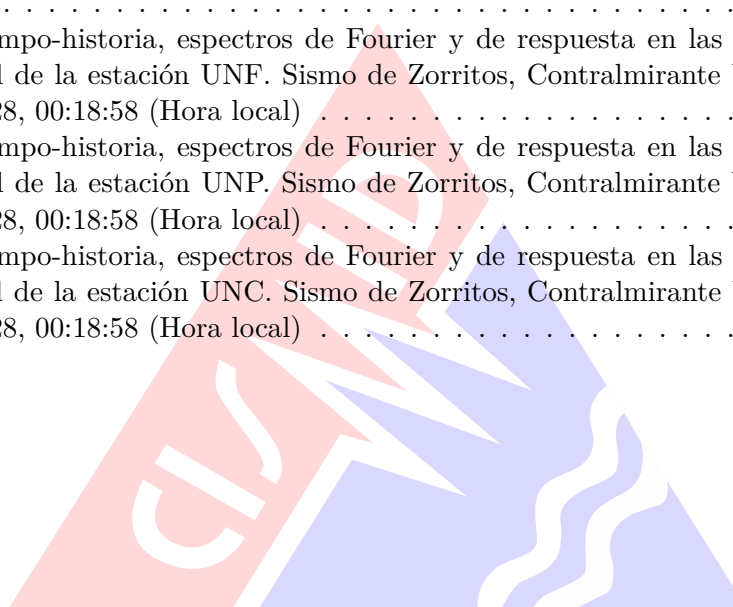 . . . . . . . . . . . . . . . . . . . . . . . . . . . . . . . . .
mpo-historia, espectros de Fourier y de respuesta en las
l de la estación UNF. Sismo de Zorritos, Contralmirante
28, 00:18:58 (Hora local) . . . . . . . . . . . . . . . . . . .
mpo-historia, espectros de Fourier y de respuesta en las
l de la estación UNP. Sismo de Zorritos, Contralmirante
28, 00:18:58 (Hora local) . . . . . . . . . . . . . . . . . . .
mpo-historia, espectros de Fourier y de respuesta en las
l de la estación UNC. Sismo de Zorritos, Contralmirante
28, 00:18:58 (Hora local) . . . . . . . . . . . . . . . . . . .
CISMID